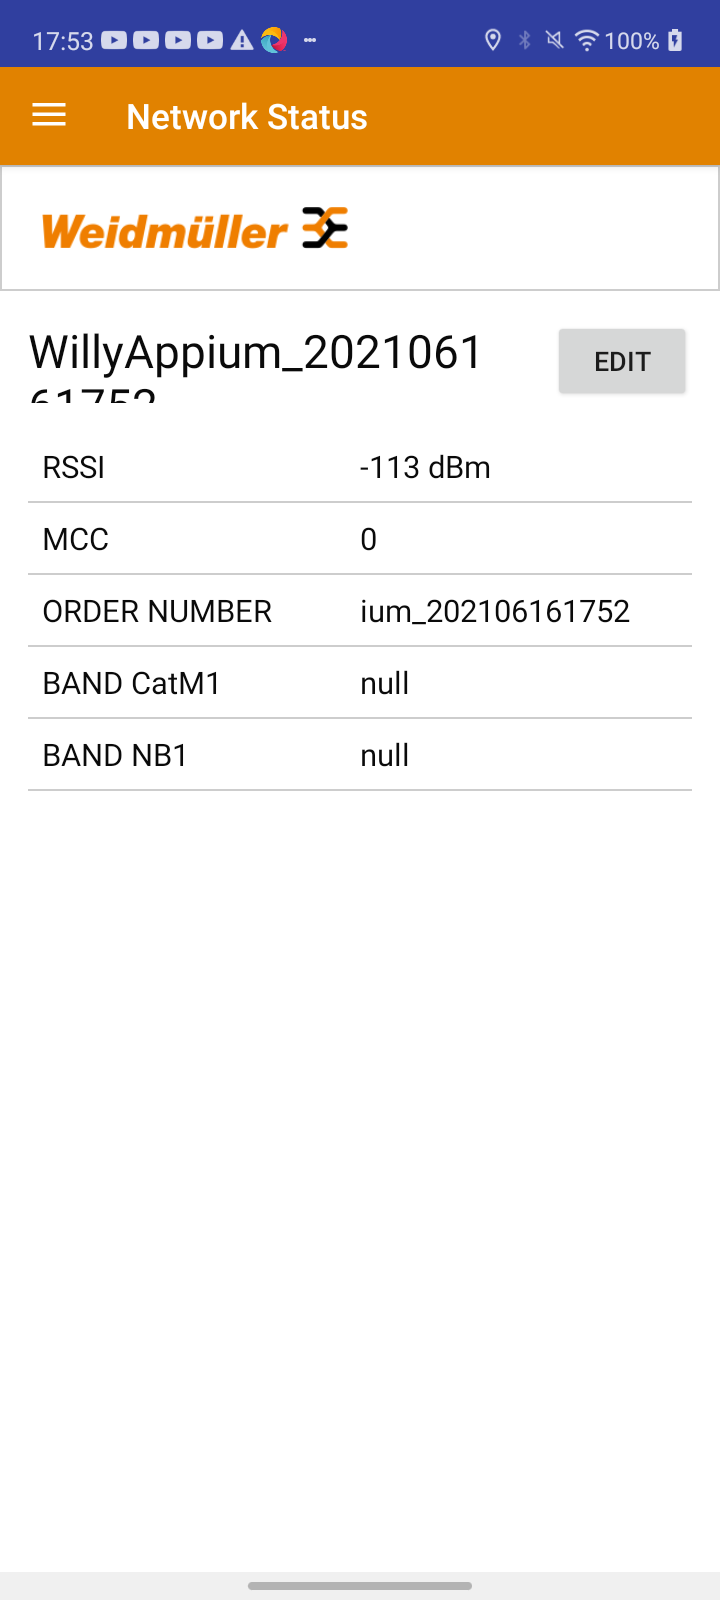 17:53
100%
Network Status
Weidmüller
WillyAppium_2021061
61752
EDIT
RSSI -113 dBm
MCC 0
ORDER NUMBER ium_202106161752
BAND CatM1 null
BAND NB1 null